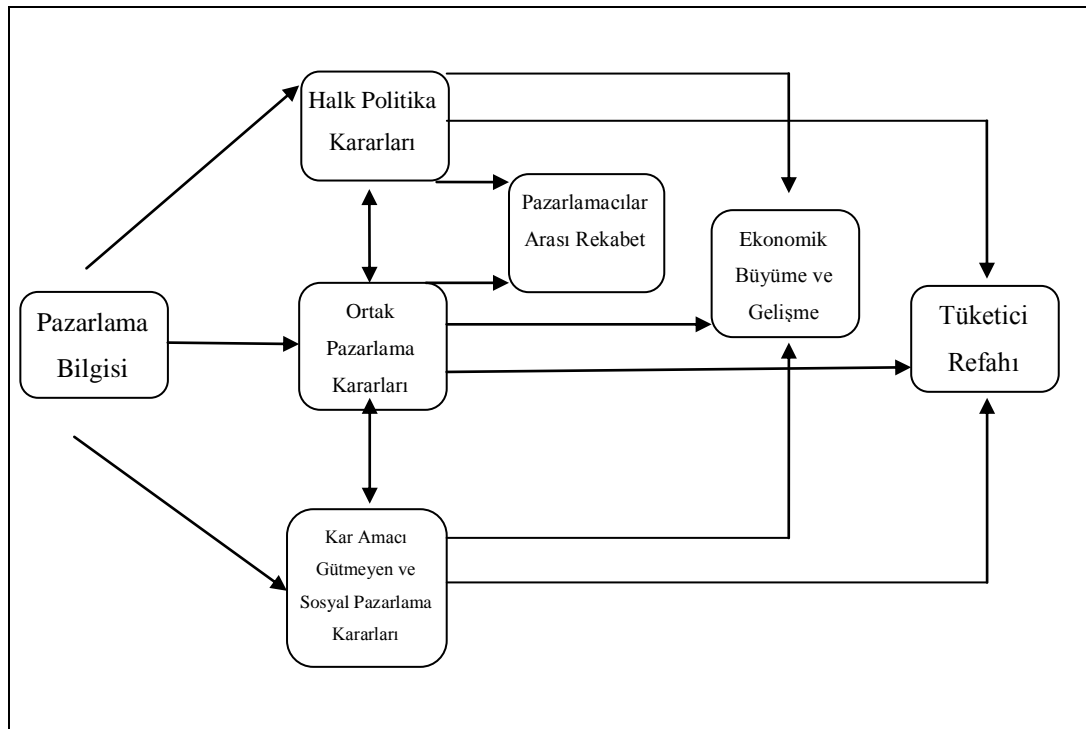 Halk Politika
Kararları
Pazarlamacılar
Arası Rekabet
Ekonomik
Büyüme ve
Gelişme
Pazarlama
Bilgisi
Ortak
Pazarlama
Kararları
Tüketici
Refahı
Kar Amacı
Gütmeyen ve
Sosyal Pazarlama
Kararları